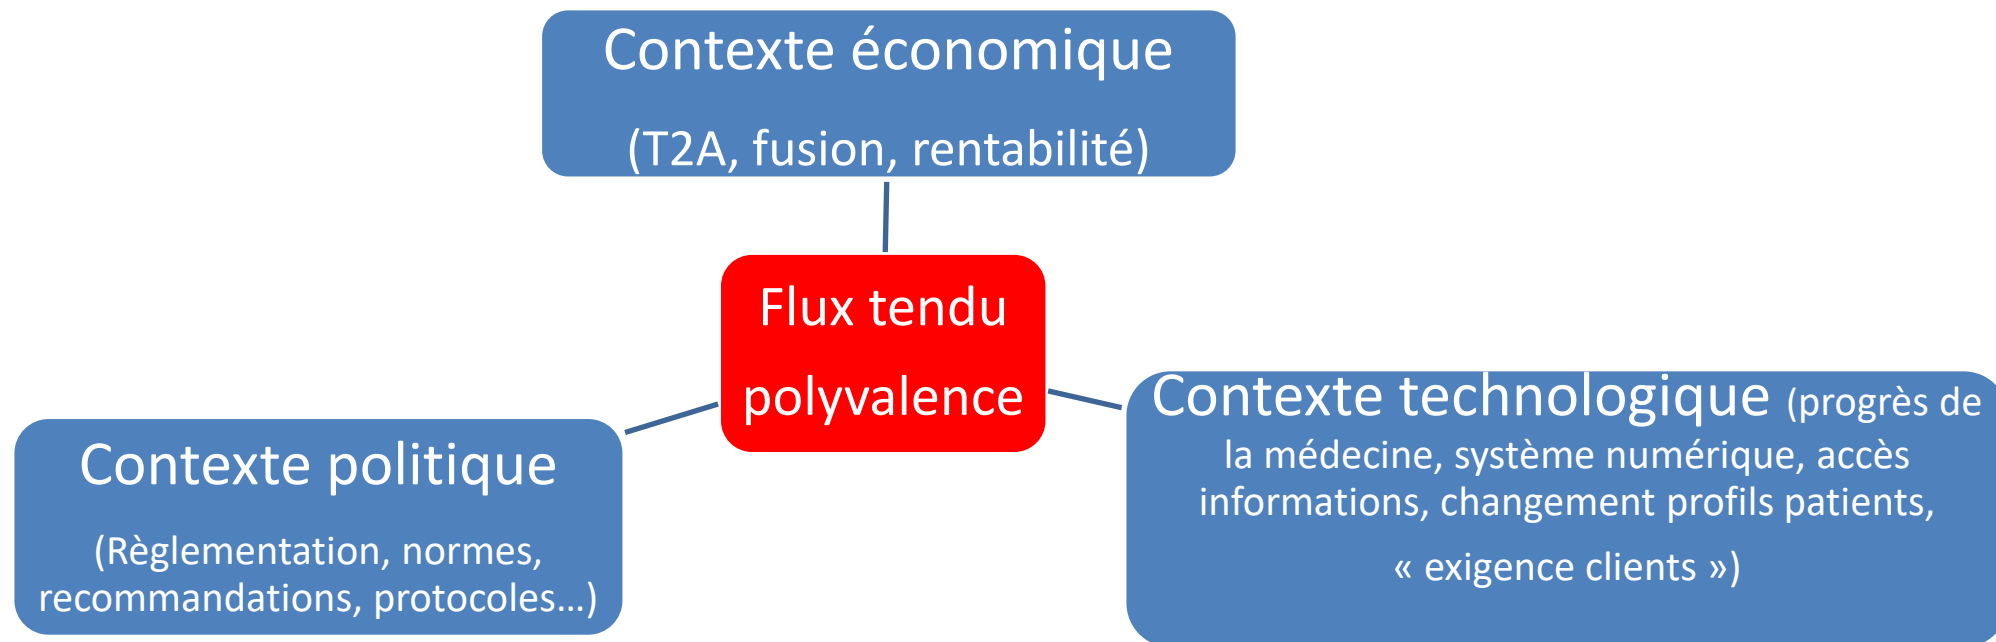 Contexte économique
(T2A, fusion, rentabilité)
Flux tendu
polyvalence
Contexte politique
(Règlementation, normes,
recommandations, protocoles…)
Contexte technologique (progrès de
la médecine, système numérique, accès
informations, changement profils patients,
« exigence clients »)